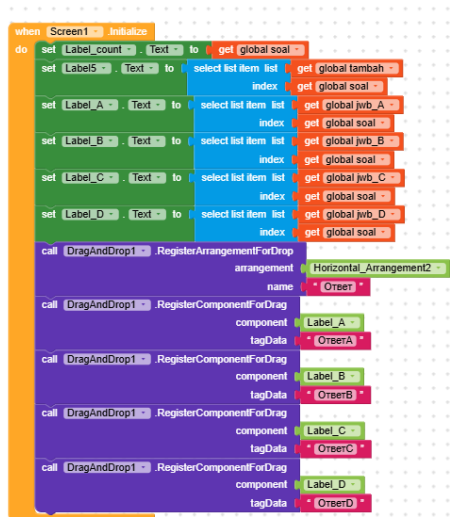 when Screen1 .Initialize
do set Label_count . Text to get global soal
set Label5 . Text to select list item list get global tambah
index get global soal
set Label_A . Text to select list item list get global jwb_A
index get global soal
set Label_B . Text to select list item list get global jwb_B
index get global soal
set Label_C . Text to select list item list get global jwb_C
index get global soal
set Label_D . Text to select list item list get global jwb_D
index get global soal
call DragAndDrop1 .RegisterArrangementForDrop
arrangement Horizontal_Arrangement2
name " Ответ "
call DragAndDrop1 .RegisterComponentForDrag
component Label_A
tagData " ОтветA "
call DragAndDrop1 .RegisterComponentForDrag
component Label_B
tagData " ОтветB "
call DragAndDrop1 .RegisterComponentForDrag
component Label_C
tagData " ОтветC "
call DragAndDrop1 .RegisterComponentForDrag
component Label_D
tagData " ОтветD "